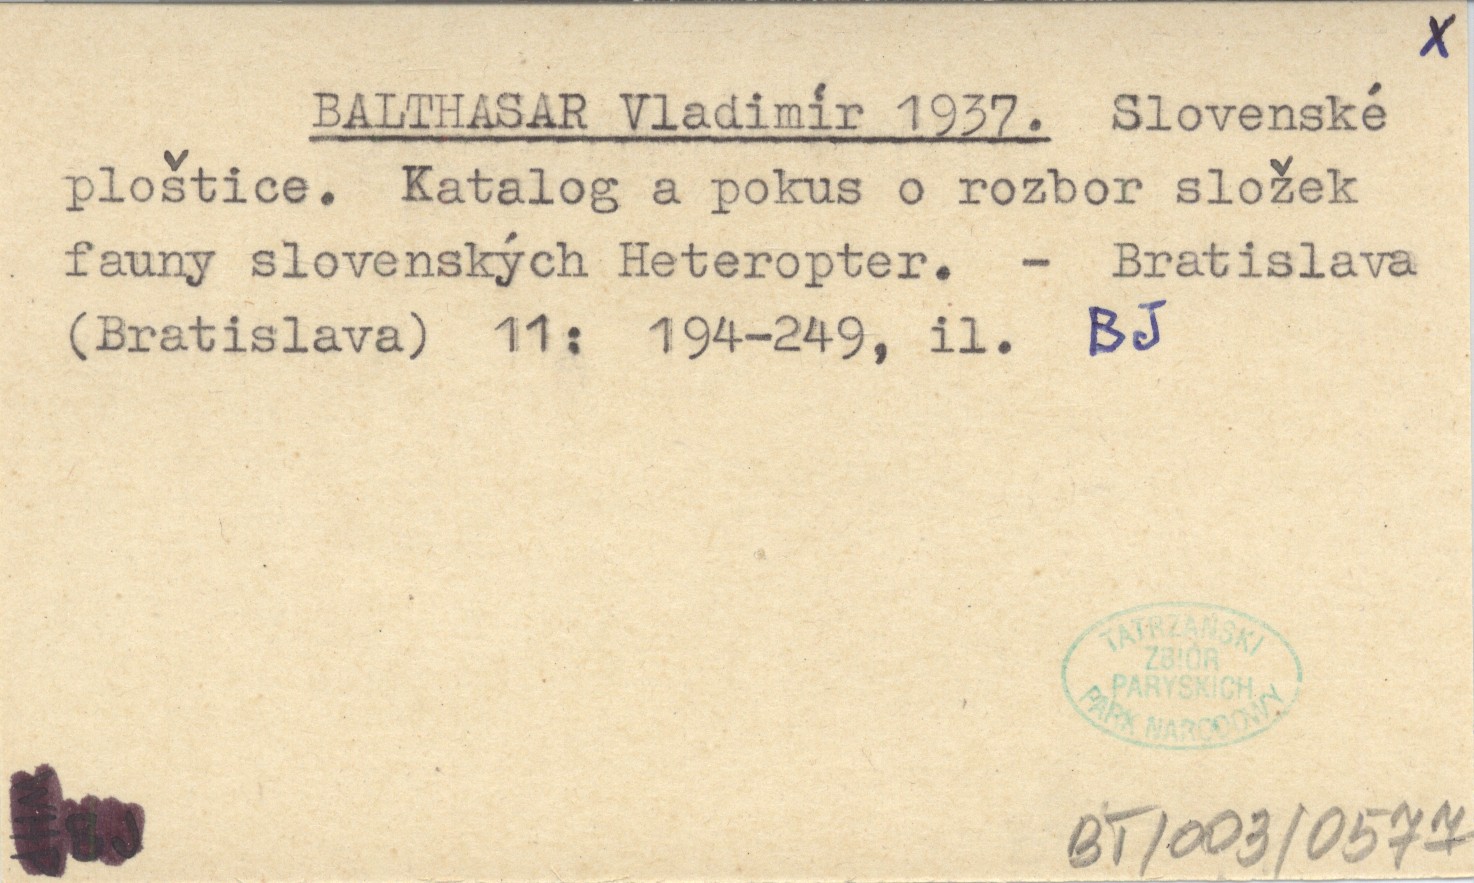 X
BALTHASAR Vladimír 1937. Slovenské
ploštice. Katalog a pokus o rozbor složek
fauny slovenských Heteropter. - Bratislava
(Bratislava) 11: 194-249, il. BJ
TATRZAŃSKI
ZBIÓR
PARYSKICH
PARK NARODOWY
BJ
BT/003/0577